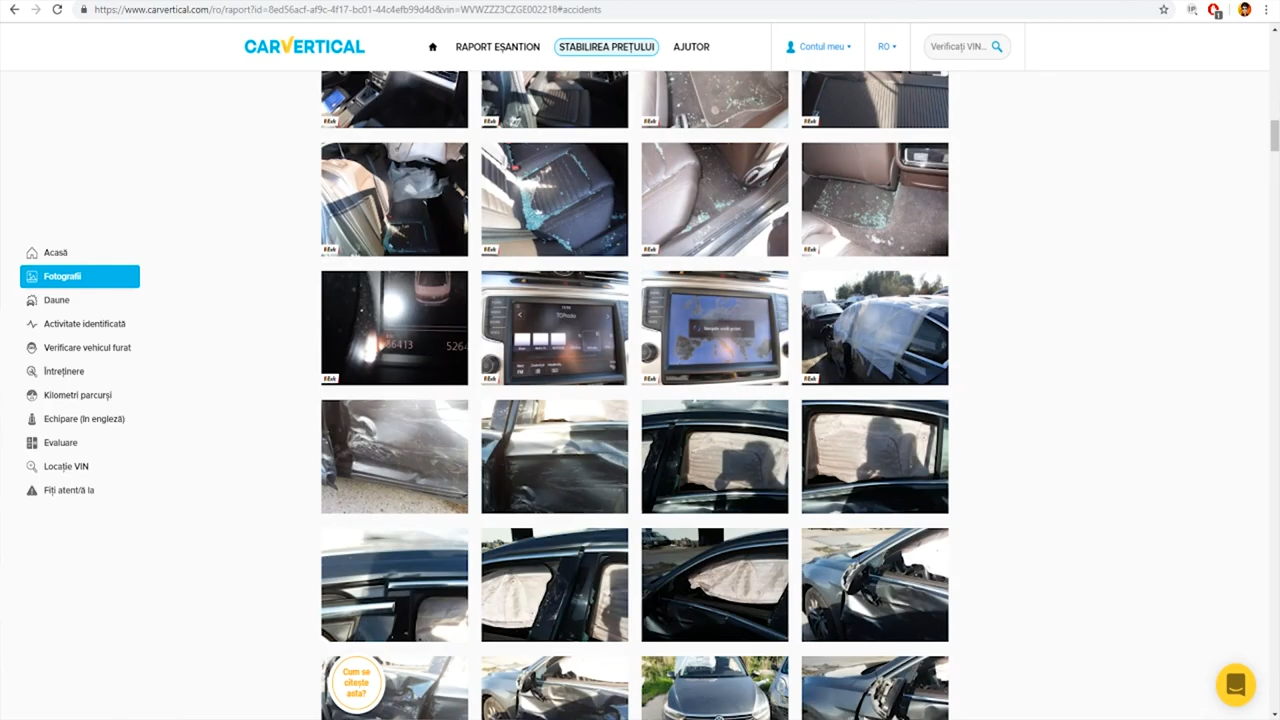 https://www.carvertical.com/ro/raport?id=8ed56acf-af9c-4f17-bc01-44c4efb99d4d&vin=WVWZZZ3CZGE002218#accidents
CARVERTICAL
RAPORT EȘANTION
STABILIREA PREȚULUI
AJUTOR
Contul meu
RO
Verificați VIN...
Acasă
Fotografii
Daune
Activitate identificată
Verificare vehicul furat
Întreținere
Kilometri parcurși
Echipare (în engleză)
Evaluare
Locație VIN
Fiți atent/ă la
66413
526
Cum se
citește
asta?